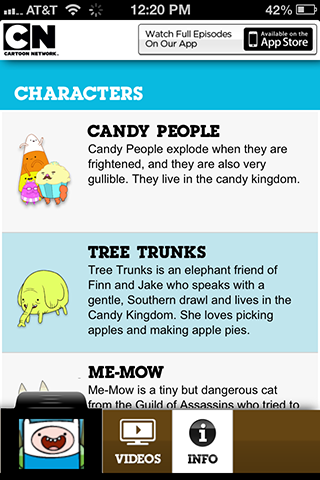 AT&T 12:20 PM 42%
CN
CARTOON NETWORK
Watch Full Episodes
On Our App
Available on the
App Store
CHARACTERS
CANDY PEOPLE
Candy People explode when they are
frightened, and they are also very
gullible. They live in the candy kingdom.
TREE TRUNKS
Tree Trunks is an elephant friend of
Finn and Jake who speaks with a
gentle, Southern drawl and lives in the
Candy Kingdom. She loves picking
apples and making apple pies.
ME-MOW
Me-Mow is a tiny but dangerous cat
from the Guild of Assassins who tried to
VIDEOS
INFO